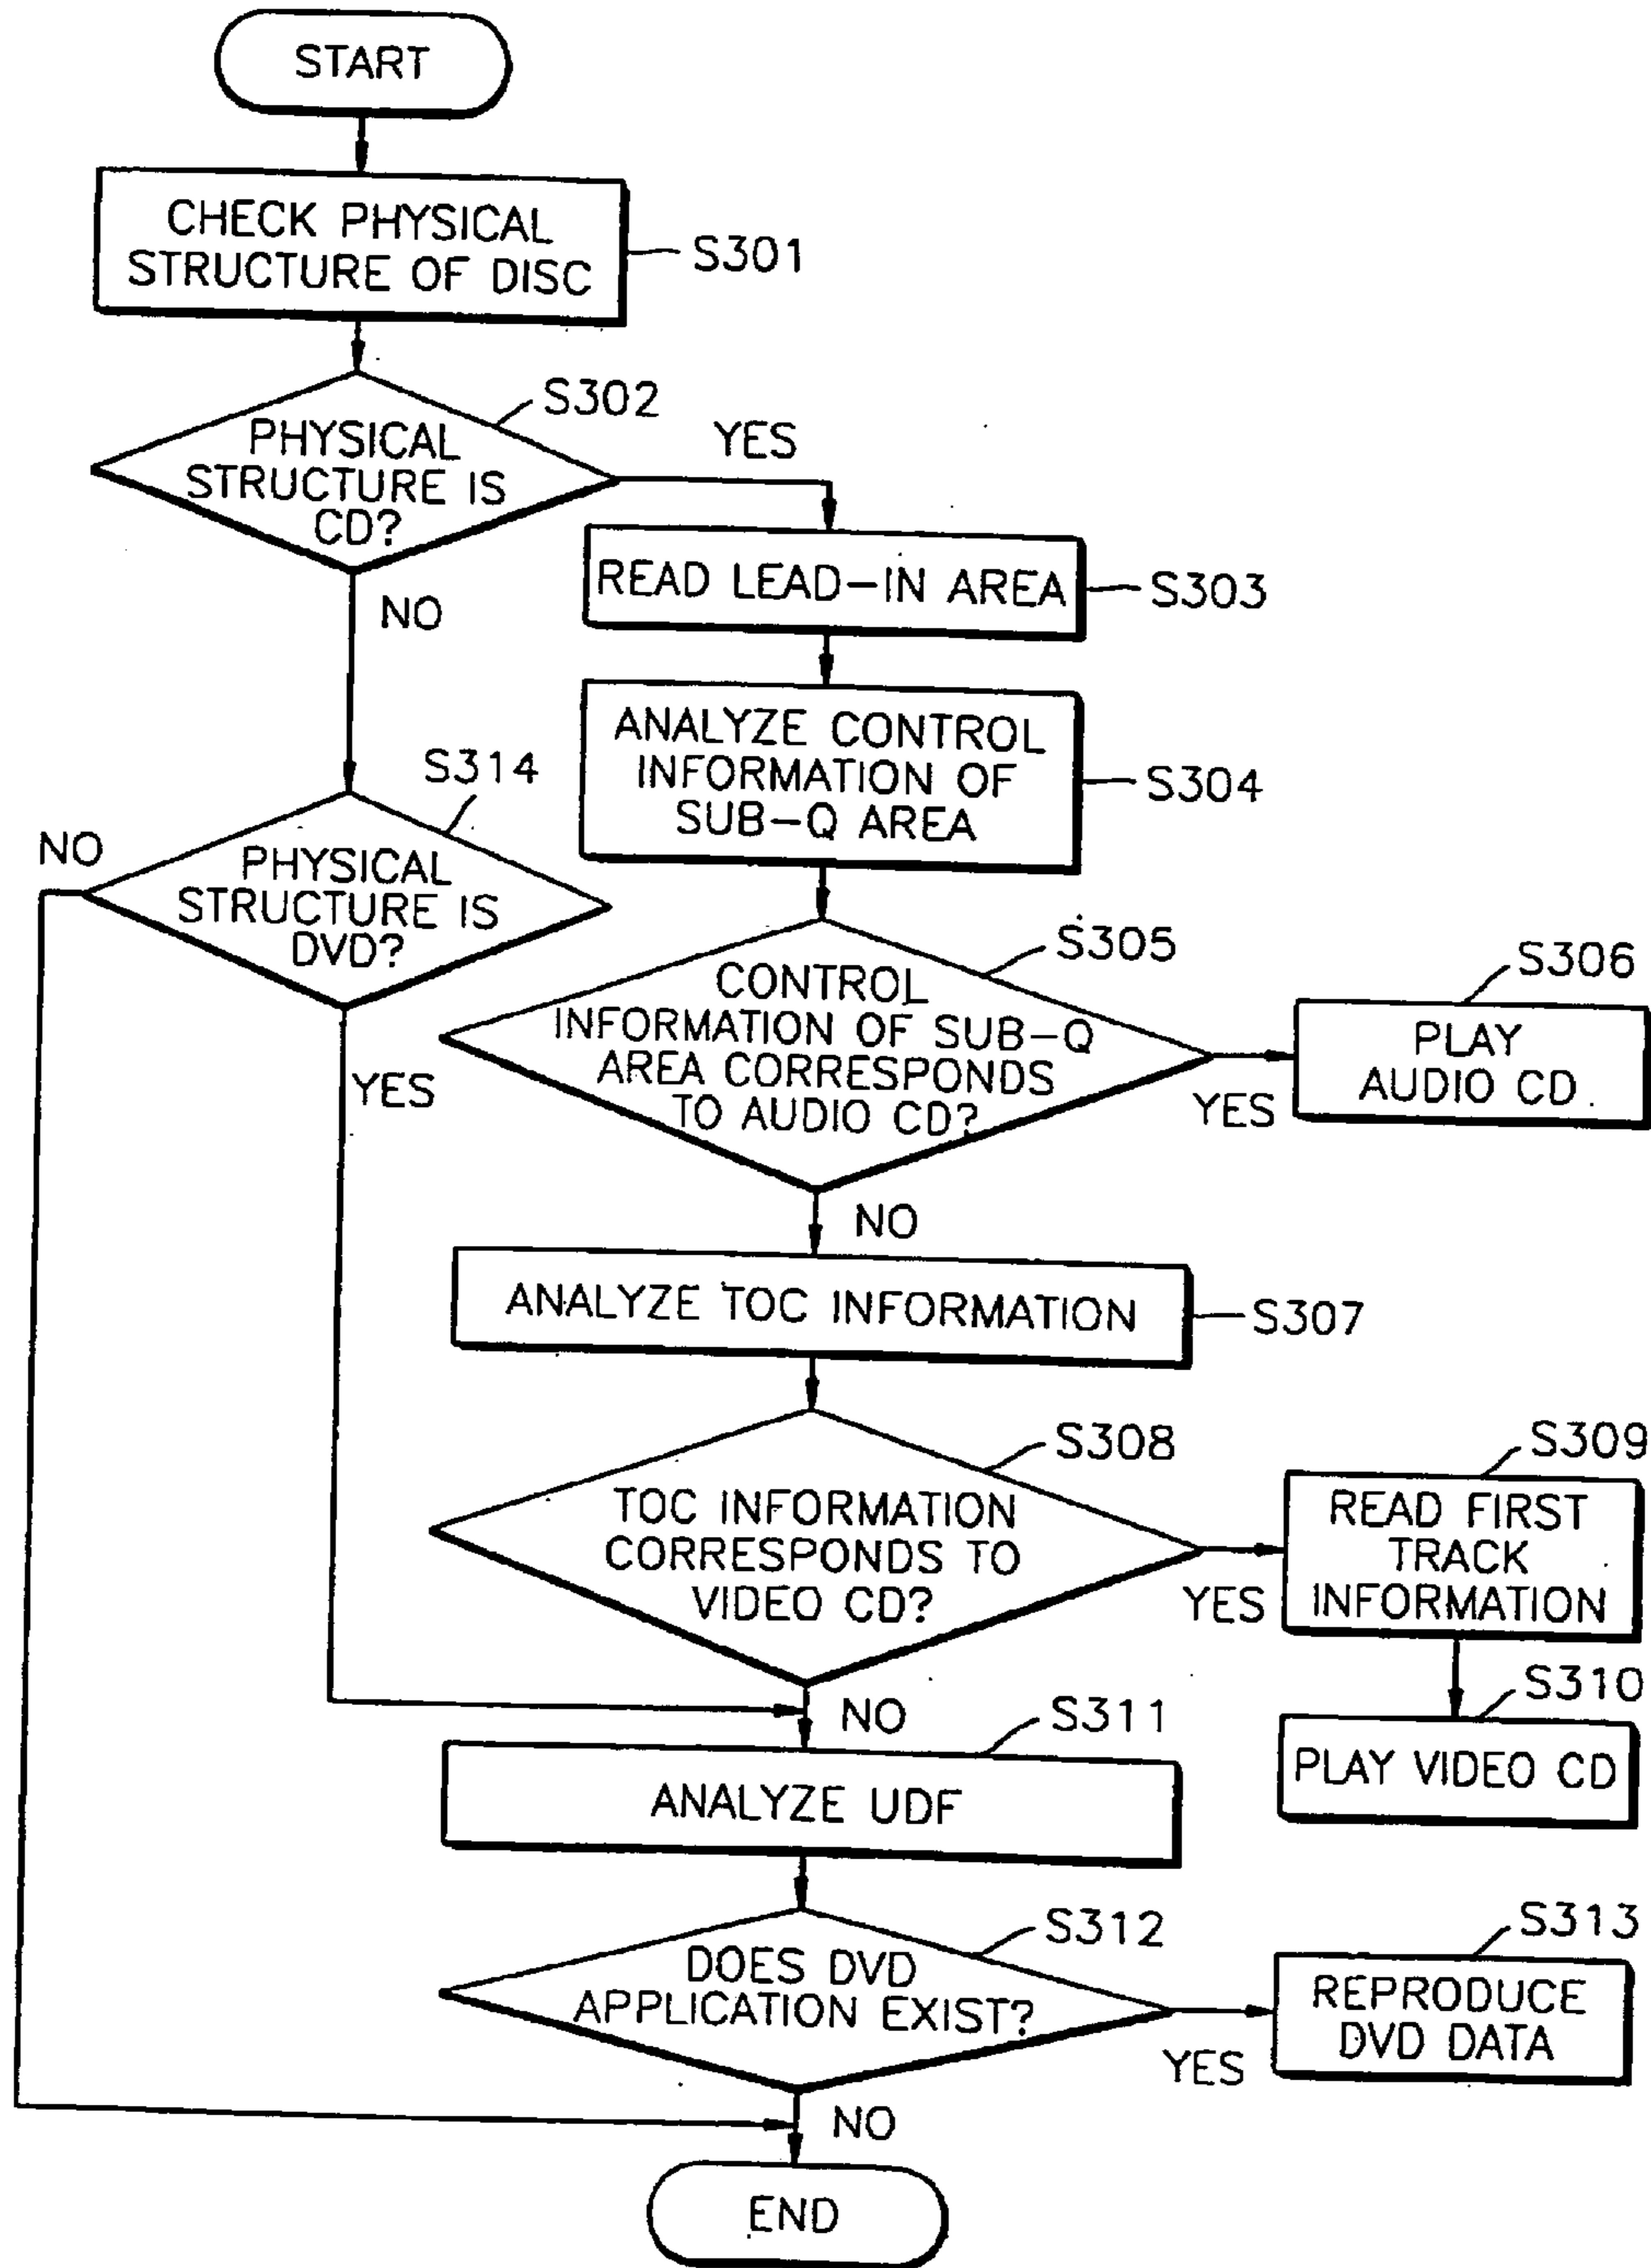 START
CHECK PHYSICAL
STRUCTURE OF DISC
S301
S302
PHYSICAL
STRUCTURE IS
CD?
YES
NO
READ LEAD-IN AREA
S303
ANALYZE CONTROL
INFORMATION OF
SUB-Q AREA
S304
S314
NO
PHYSICAL
STRUCTURE IS
DVD?
YES
S305
CONTROL
INFORMATION OF SUB-Q
AREA CORRESPONDS
TO AUDIO CD?
YES
S306
PLAY
AUDIO CD
NO
ANALYZE TOC INFORMATION
S307
S308
TOC INFORMATION
CORRESPONDS TO
VIDEO CD?
YES
S309
READ FIRST
TRACK
INFORMATION
S310
PLAY VIDEO CD
NO
S311
ANALYZE UDF
S312
DOES DVD
APPLICATION EXIST?
YES
S313
REPRODUCE
DVD DATA
NO
END